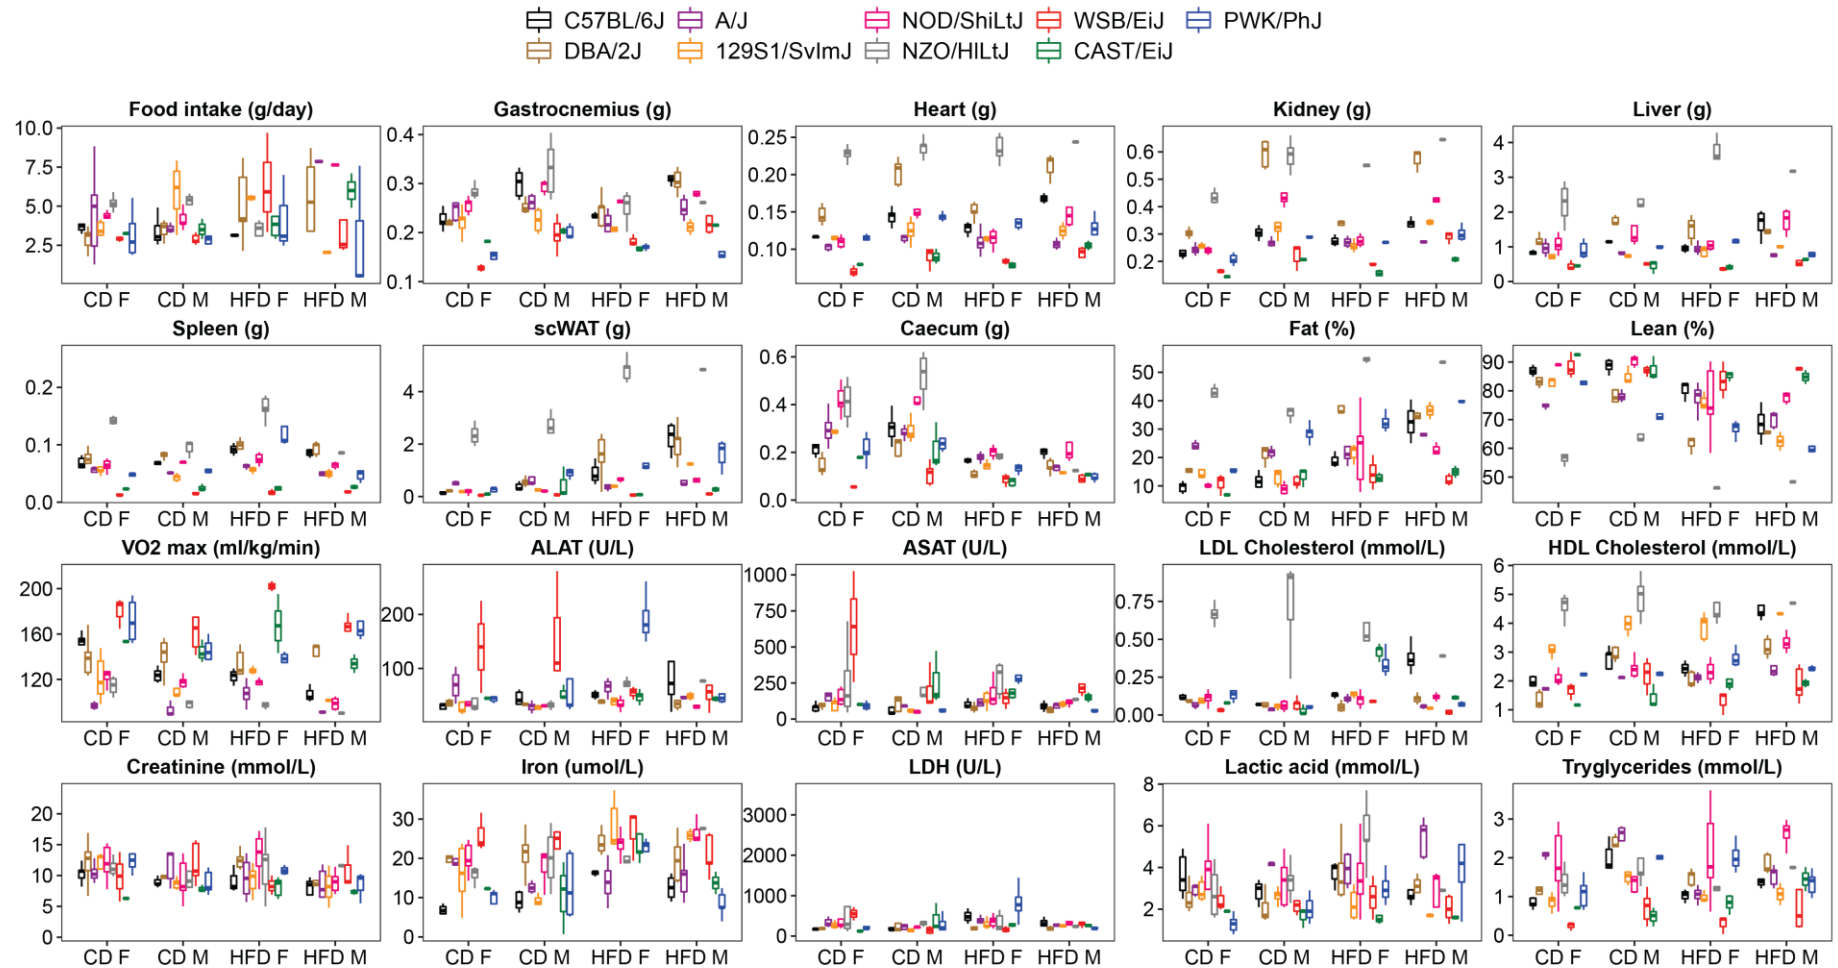 C57BL/6J A/J NOD/ShiLtJ WSB/EiJ PWK/PhJ
DBA/2J 129S1/SvImJ NZO/HlLtJ CAST/EiJ
Food intake (g/day) Gastrocnemius (g) Heart (g) Kidney (g) Liver (g)
10.0 7.5 5.0 2.5
0.4 0.3 0.2 0.1
0.25 0.20 0.15 0.10
0.6 0.5 0.4 0.3 0.2
4 3 2 1 0
CD F CD M HFD F HFD M CD F CD M HFD F HFD M CD F CD M HFD F HFD M CD F CD M HFD F HFD M CD F CD M HFD F HFD M
Spleen (g) scWAT (g) Caecum (g) Fat (%) Lean (%)
0.2 0.1 0.0
4 2 0
0.6 0.4 0.2 0.0
50 40 30 20 10
90 80 70 60 50
CD F CD M HFD F HFD M CD F CD M HFD F HFD M CD F CD M HFD F HFD M CD F CD M HFD F HFD M CD F CD M HFD F HFD M
VO2 max (ml/kg/min) ALAT (U/L) ASAT (U/L) LDL Cholesterol (mmol/L) HDL Cholesterol (mmol/L)
200 160 120
200 100
1000 750 500 250 0
0.75 0.50 0.25 0.00
6 5 4 3 2 1
CD F CD M HFD F HFD M CD F CD M HFD F HFD M CD F CD M HFD F HFD M CD F CD M HFD F HFD M CD F CD M HFD F HFD M
Creatinine (mmol/L) Iron (umol/L) LDH (U/L) Lactic acid (mmol/L) Tryglycerides (mmol/L)
20 15 10 5 0
30 20 10 0
3000 2000 1000 0
8 6 4 2
3 2 1 0
CD F CD M HFD F HFD M CD F CD M HFD F HFD M CD F CD M HFD F HFD M CD F CD M HFD F HFD M CD F CD M HFD F HFD M